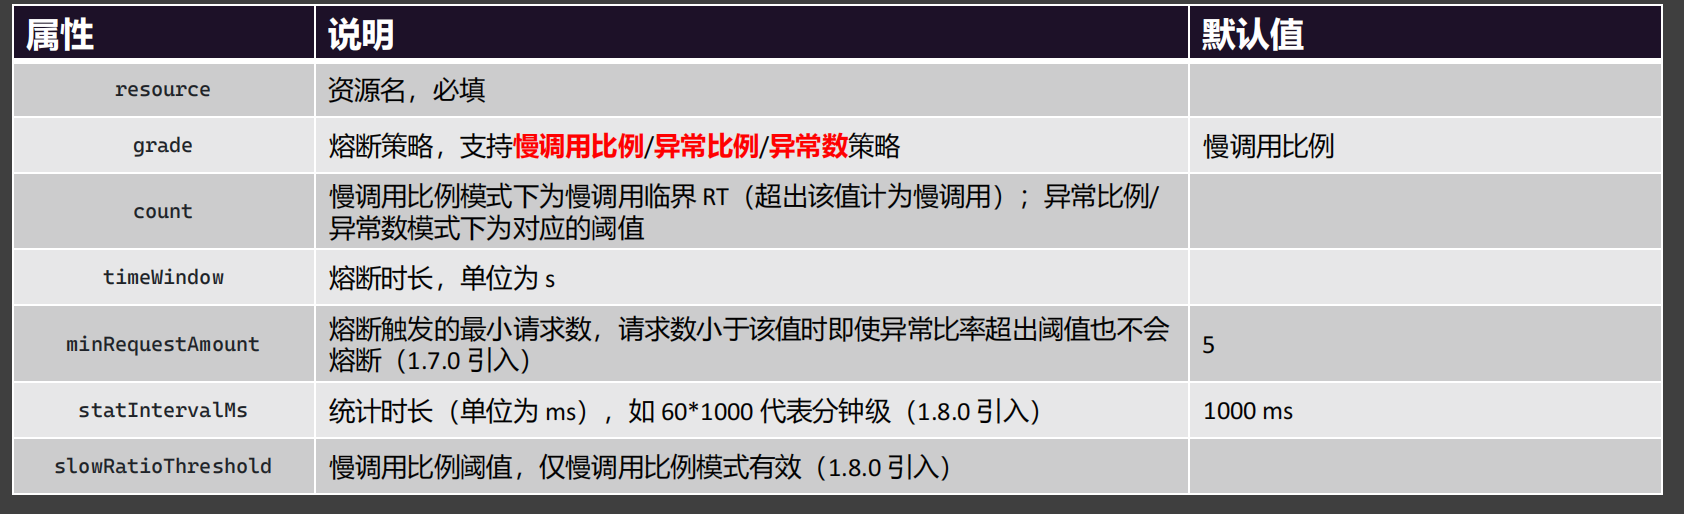 属性 说明 默认值
resource 资源名，必填
grade 熔断策略，支持慢调用比例/异常比例/异常数策略 慢调用比例
count 慢调用比例模式下为慢调用临界 RT（超出该值计为慢调用）；异常比例/
异常数模式下为对应的阈值
timeWindow 熔断时长，单位为 s
minRequestAmount 熔断触发的最小请求数，请求数小于该值时即使异常比率超出阈值也不会
熔断（1.7.0 引入） 5
statIntervalMs 统计时长（单位为 ms），如 60*1000 代表分钟级（1.8.0 引入） 1000 ms
slowRatioThreshold 慢调用比例阈值，仅慢调用比例模式有效（1.8.0 引入）